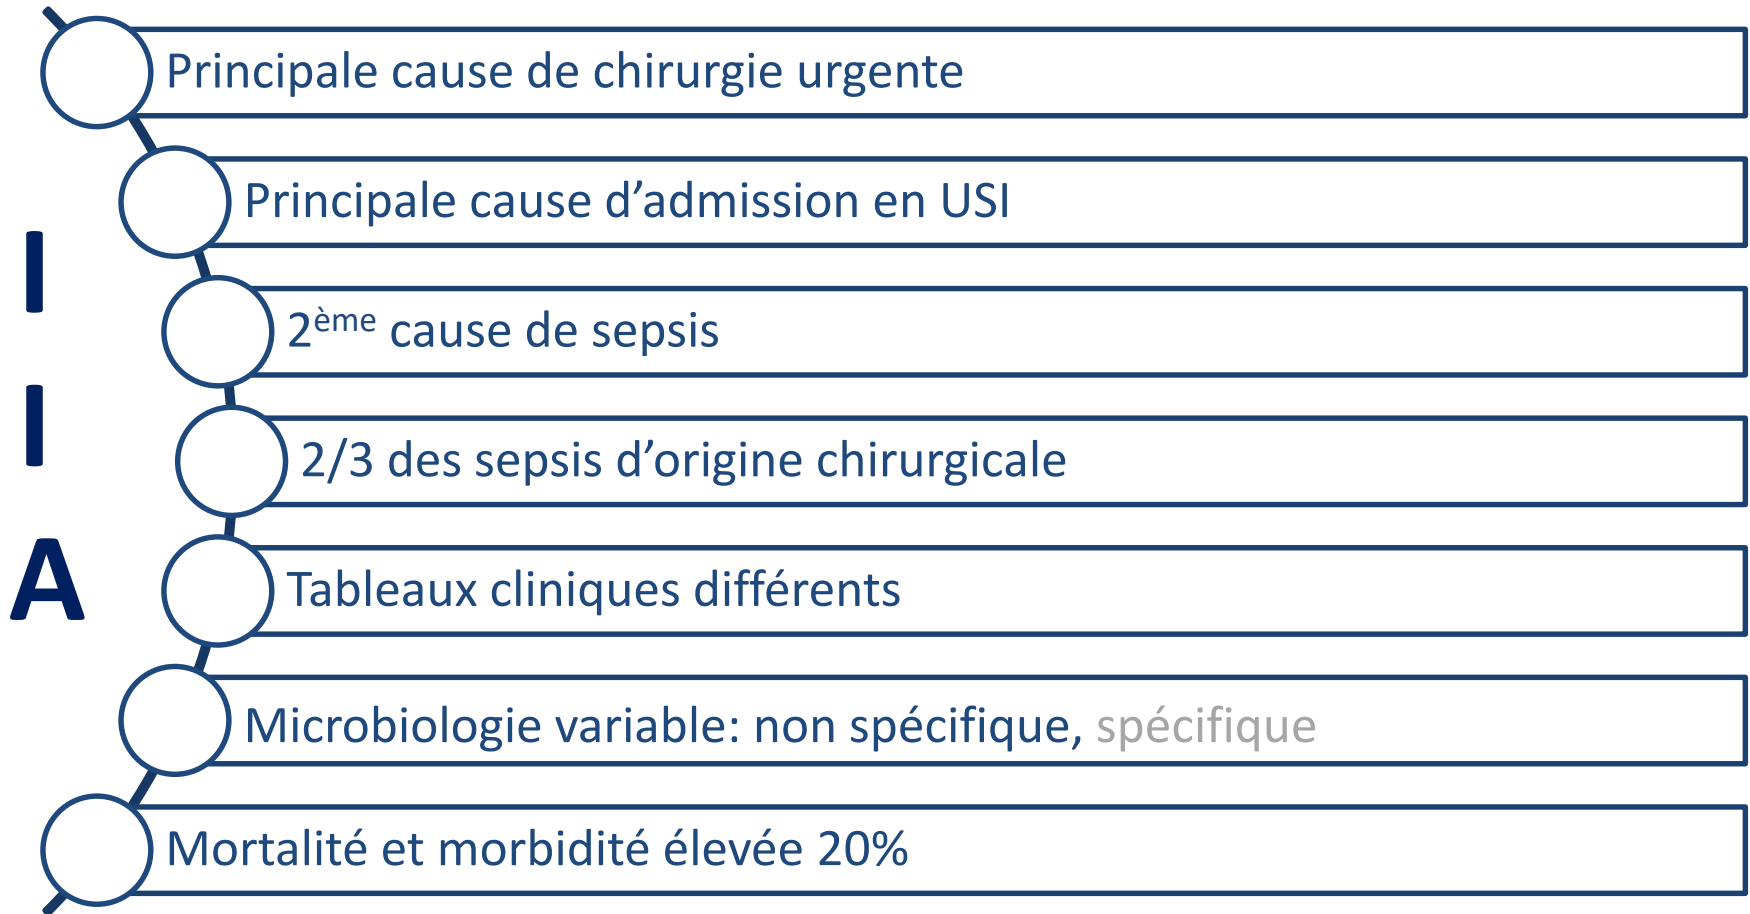 I
I
A
Principale cause de chirurgie urgente
Principale cause d’admission en USI
2ème cause de sepsis
2/3 des sepsis d’origine chirurgicale
Tableaux cliniques différents
Microbiologie variable: non spécifique, spécifique
Mortalité et morbidité élevée 20%